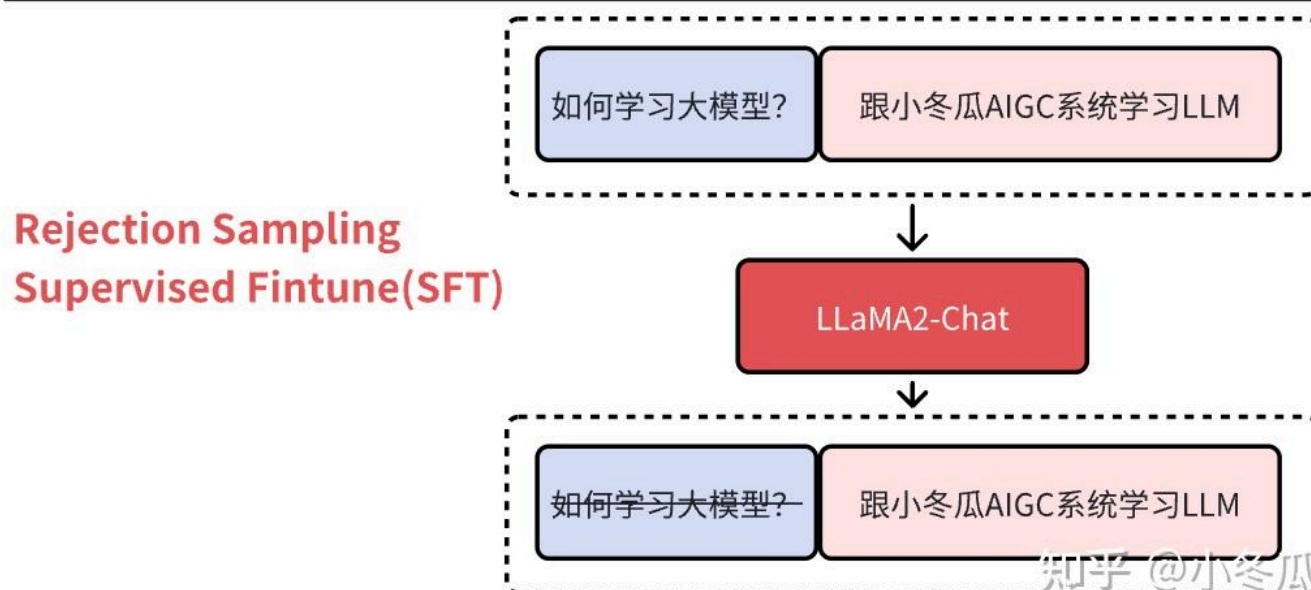 如何学习大模型？
跟小冬瓜AIGC系统学习LLM
Rejection Sampling
Supervised Fintune(SFT)
LLaMA2-Chat
如何学习大模型？
跟小冬瓜AIGC系统学习LLM
知乎 @小冬瓜